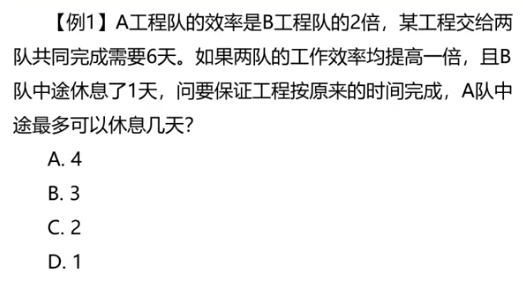 【例1】A工程队的效率是B工程队的2倍，某工程交给两
队共同完成需要6天。如果两队的工作效率均提高一倍，且B
队中途休息了1天，问要保证工程按原来的时间完成，A队中
途最多可以休息几天？
A. 4
B. 3
C. 2
D. 1